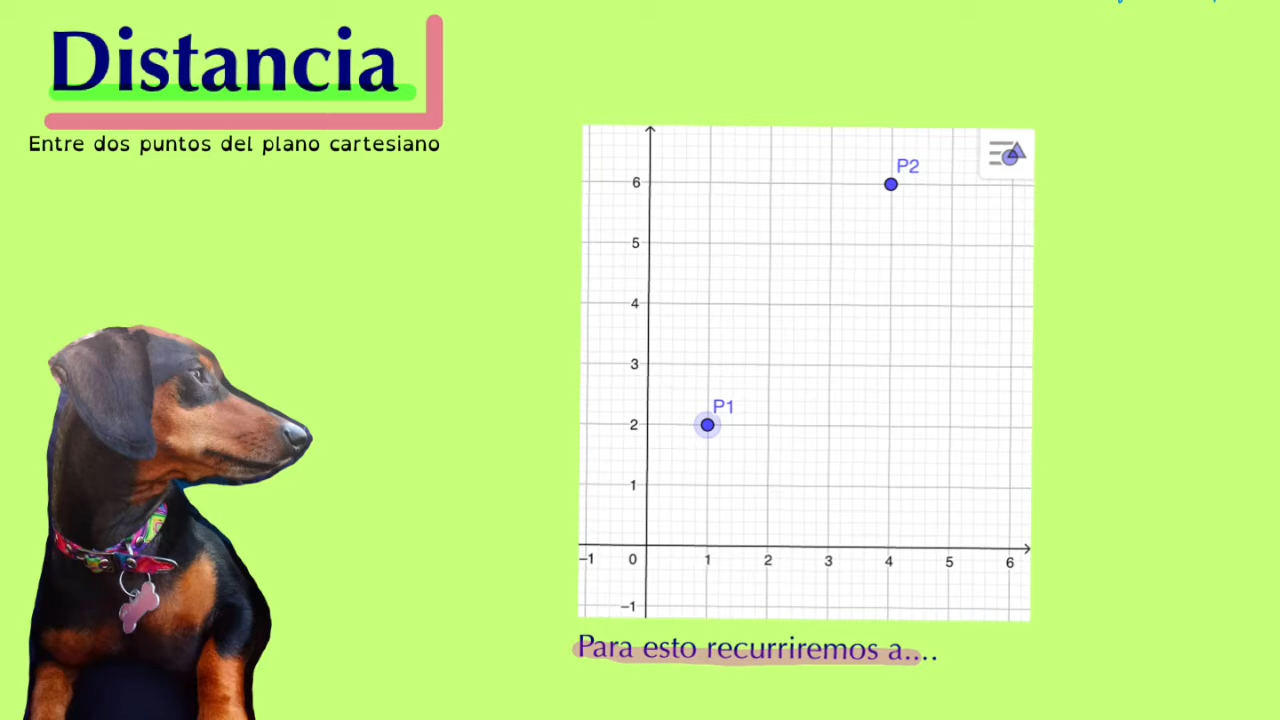 Distancia
Entre dos puntos del plano cartesiano
P2
6
5
4
3
P1
2
1
−1 0 1 2 3 4 5 6
−1
Para esto recurriremos a....